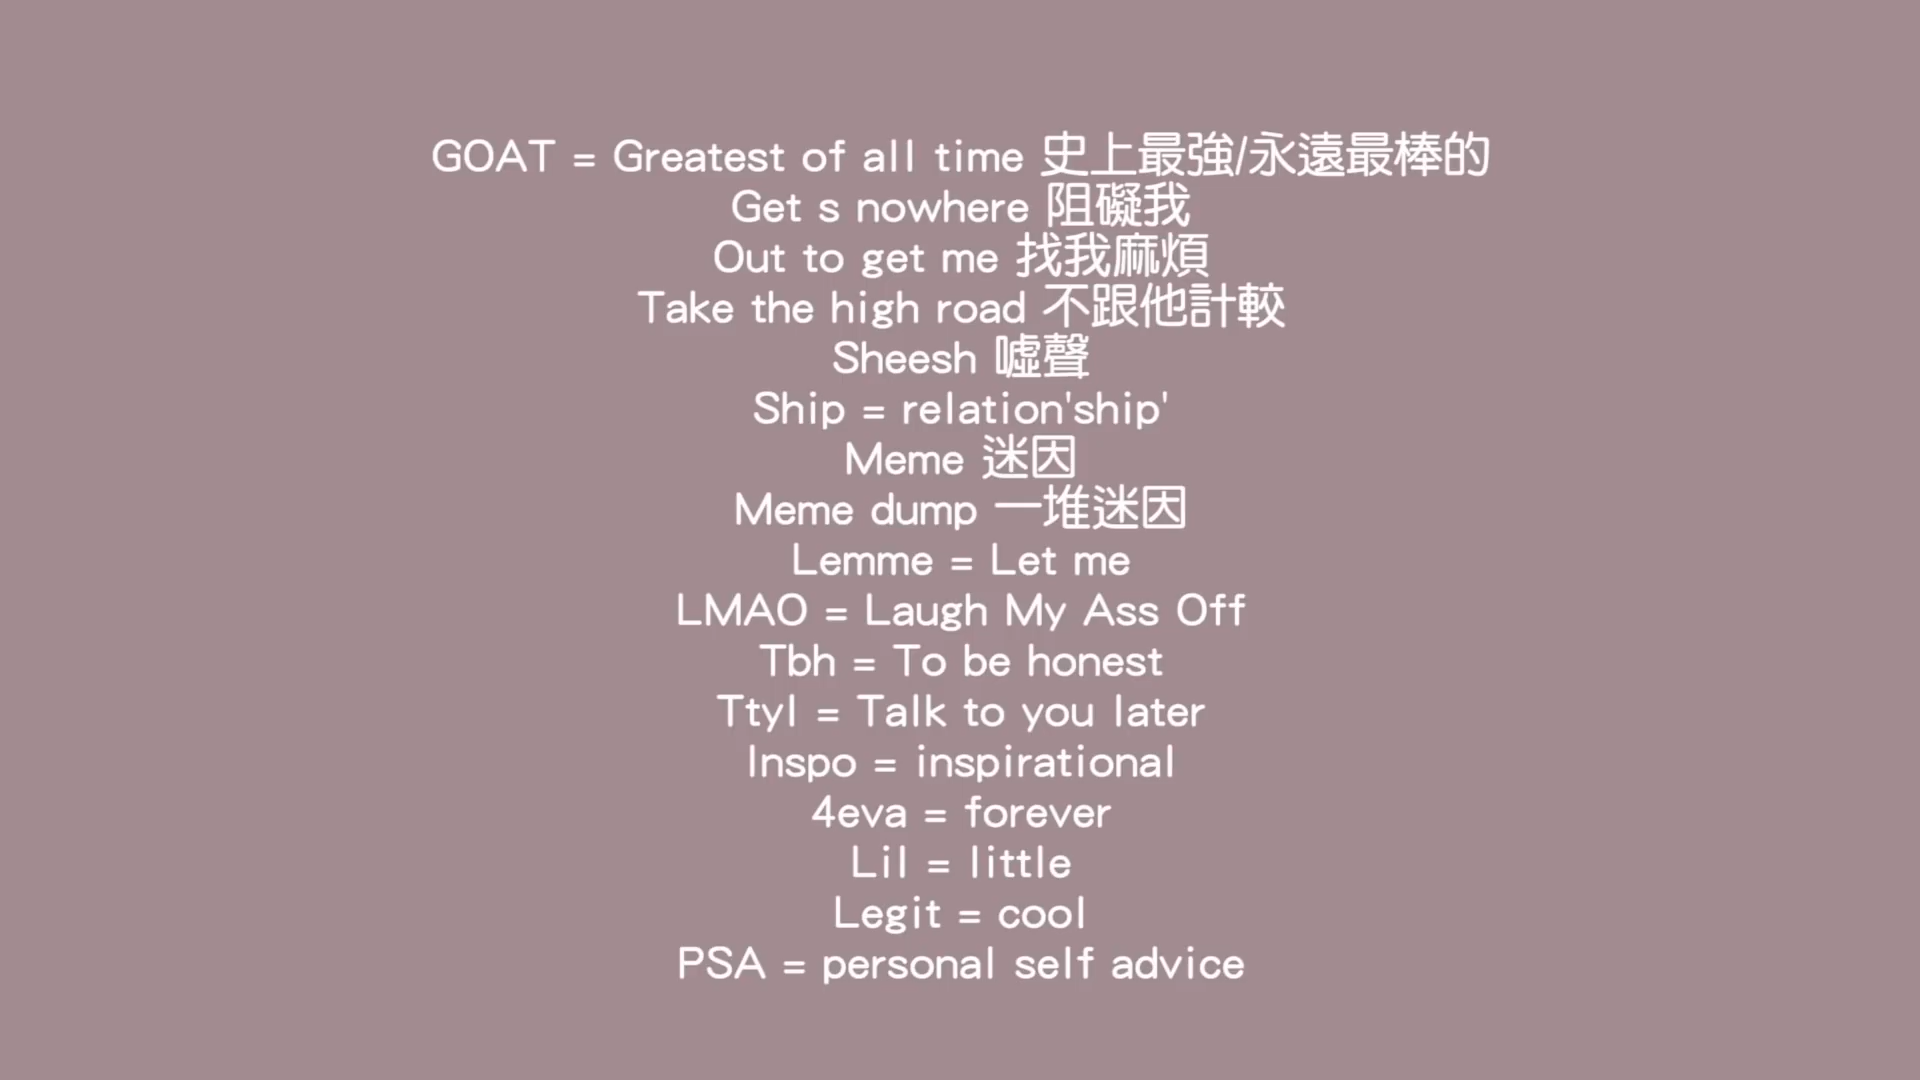 GOAT = Greatest of all time 史上最強/永遠最棒的
Get s nowhere 阻礙我
Out to get me 找我麻煩
Take the high road 不跟他計較
Sheesh 噓聲
Ship = relation'ship'
Meme 迷因
Meme dump 一堆迷因
Lemme = Let me
LMAO = Laugh My Ass Off
Tbh = To be honest
Ttyl = Talk to you later
Inspo = inspirational
4eva = forever
Lil = little
Legit = cool
PSA = personal self advice